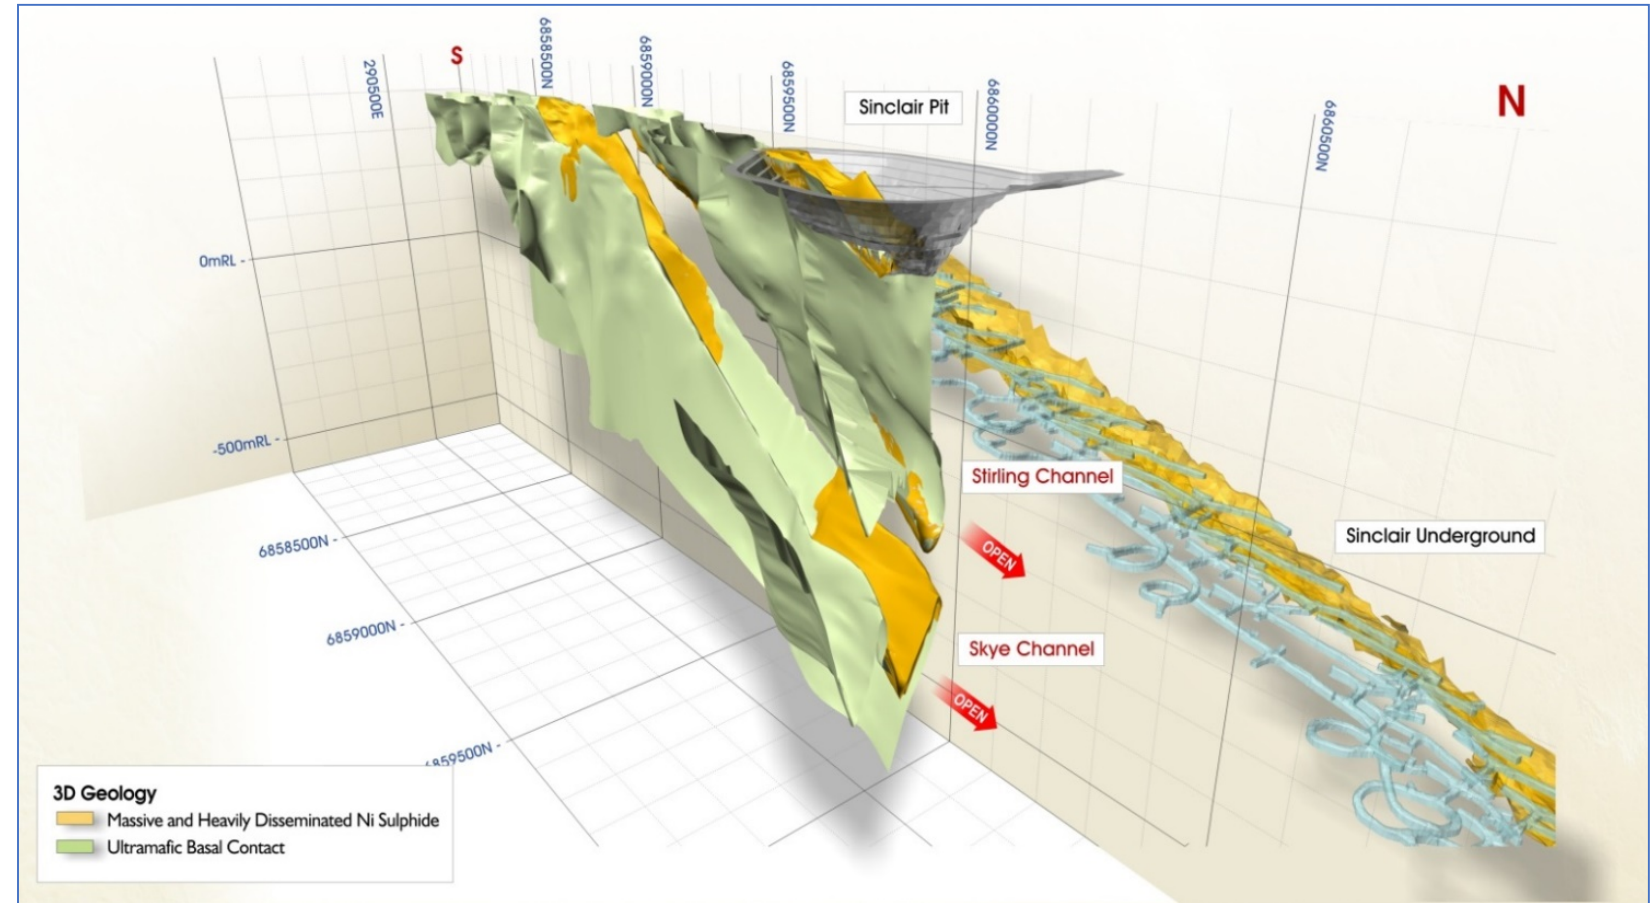 S
N
290500E
6858500N
6859000N
6859500N
6860000N
6860500N
Sinclair Pit
0mRL
-500mRL
Stirling Channel
OPEN
Sinclair Underground
6858500N
6859000N
Skye Channel
OPEN
6859500N
3D Geology
Massive and Heavily Disseminated Ni Sulphide
Ultramafic Basal Contact